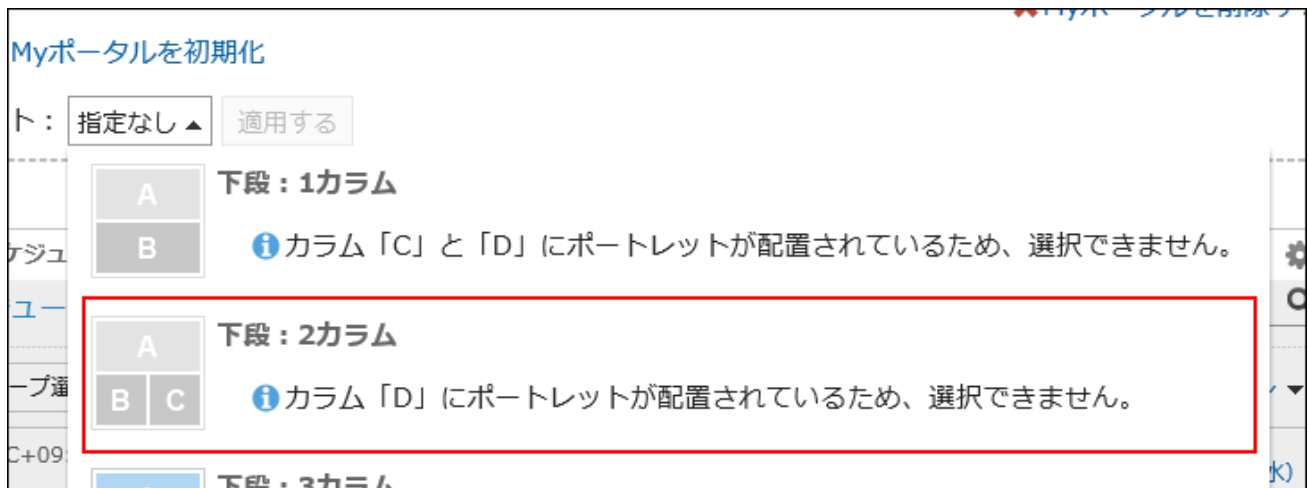 Myポータルを初期化
ト： 指定なし▲ 適用する
A
B
下段：1カラム
カラム「C」と「D」にポートレットが配置されているため、選択できません。
ケジュ
ュー
A
B C
下段：2カラム
カラム「D」にポートレットが配置されているため、選択できません。
ープ選
C+09:
下段：3カラム
水)